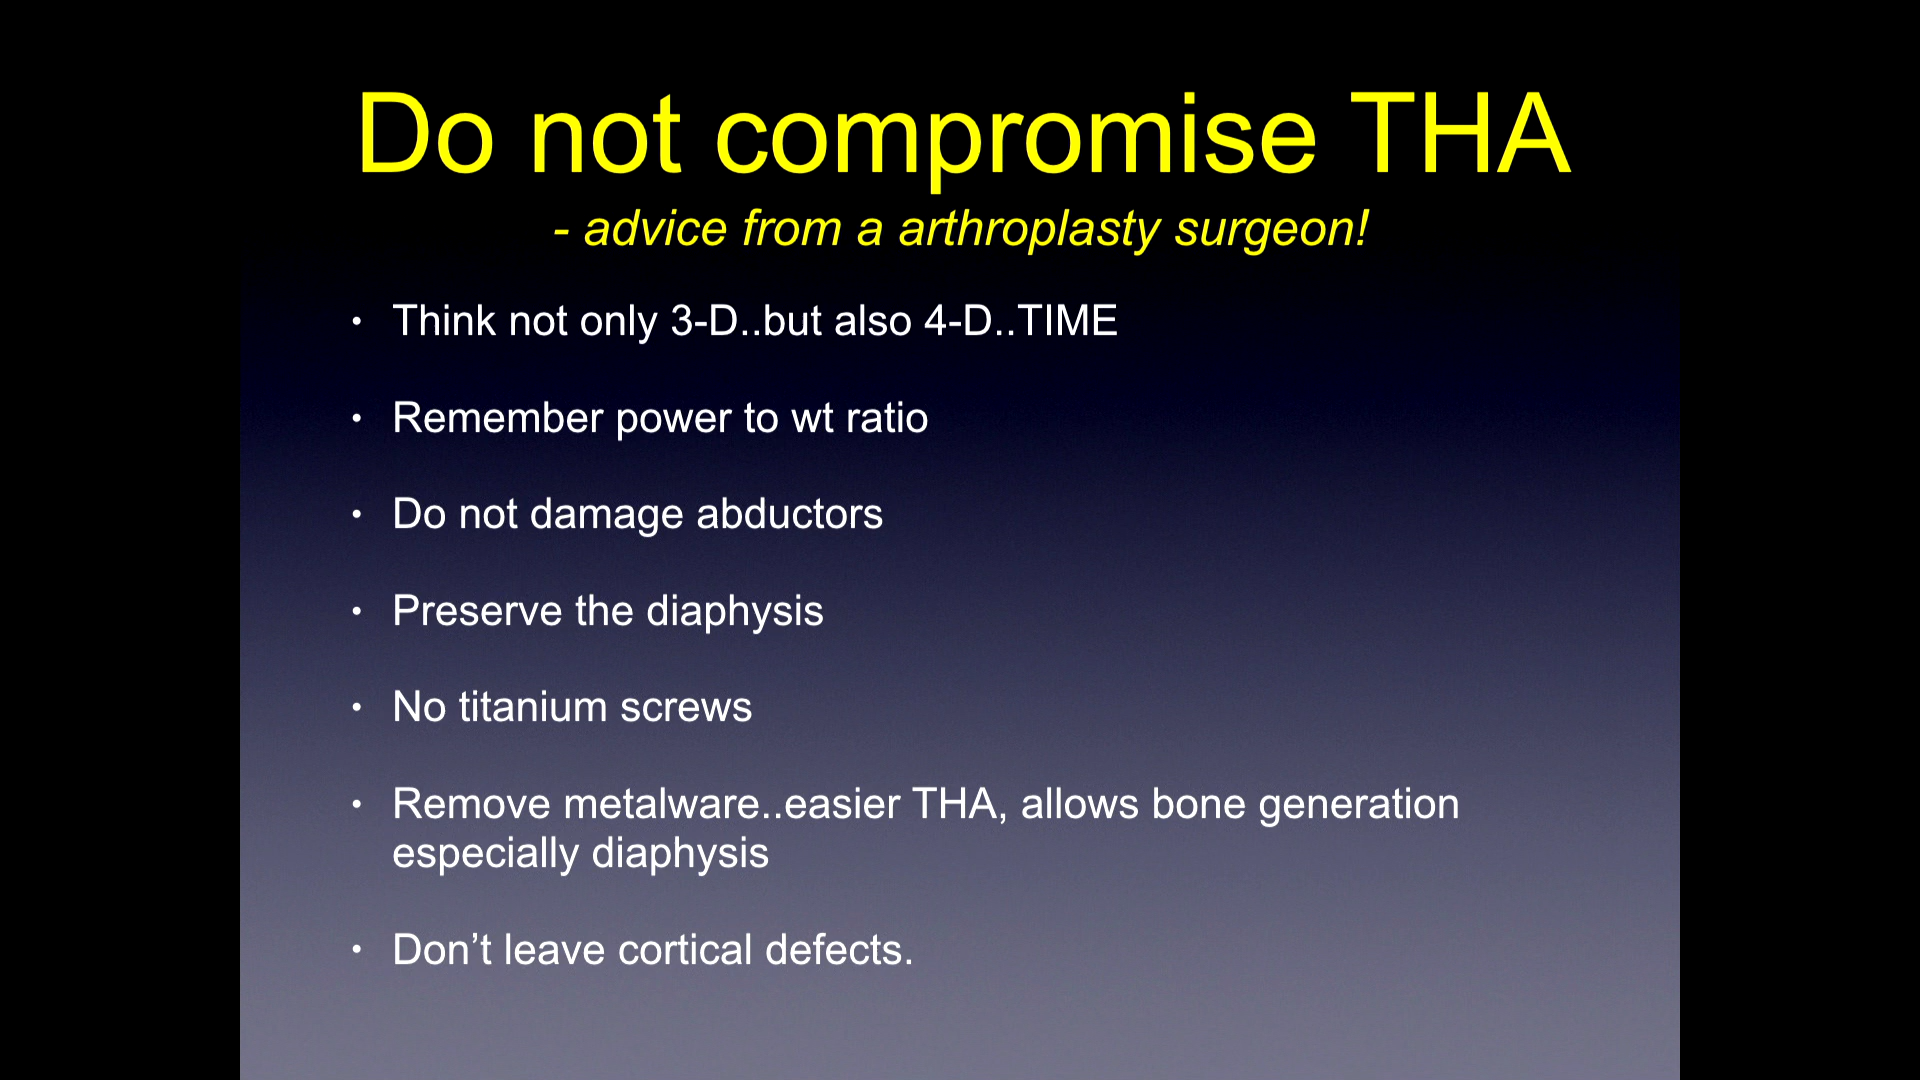 Do not compromise THA
- advice from a arthroplasty surgeon!
• Think not only 3-D..but also 4-D..TIME
• Remember power to wt ratio
• Do not damage abductors
• Preserve the diaphysis
• No titanium screws
• Remove metalware..easier THA, allows bone generation
especially diaphysis
• Don’t leave cortical defects.